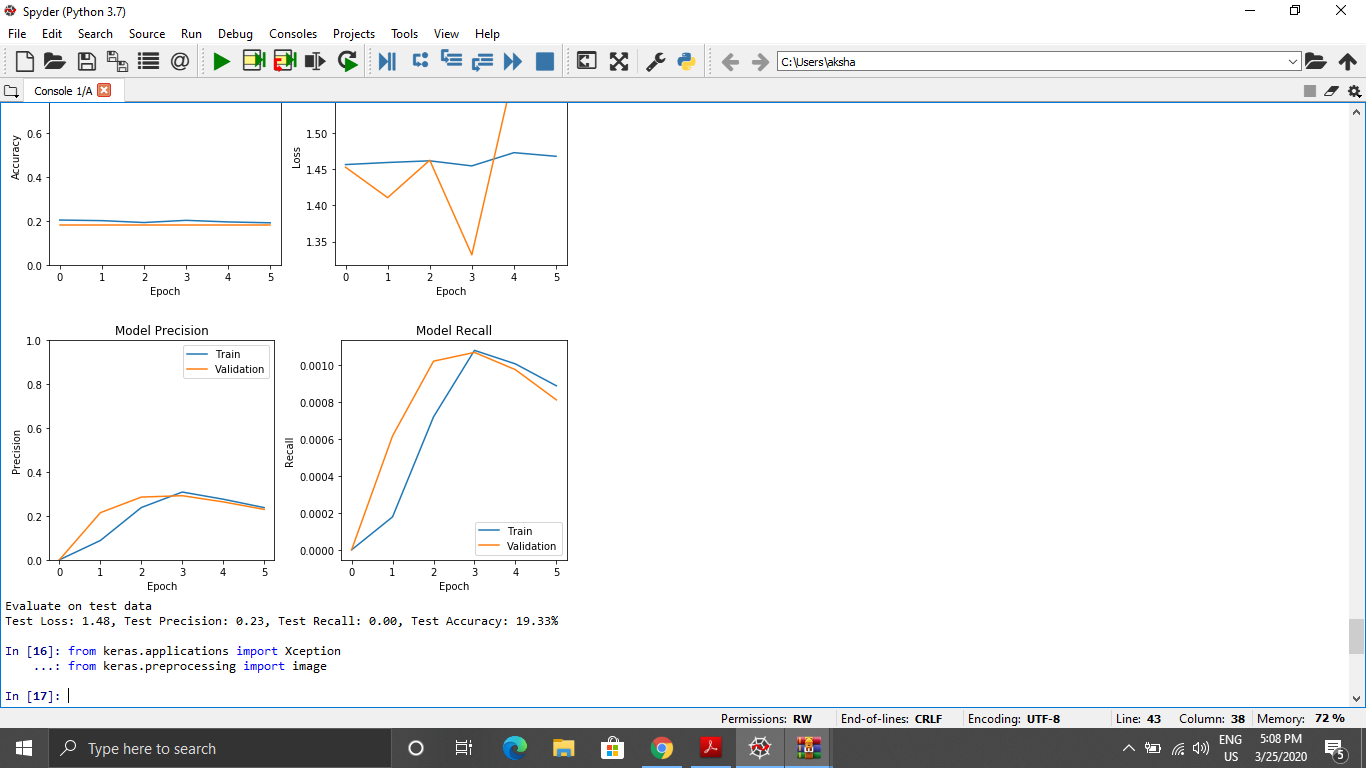 Spyder (Python 3.7)
File Edit Search Source Run Debug Consoles Projects Tools View Help
@ C:\Users\aksha
Console 1/A
Accuracy
0.6
0.4
0.2
0.0
0 1 2 3 4 5
Epoch
Loss
1.50
1.45
1.40
1.35
0 1 2 3 4 5
Epoch
Model Precision
Train
Validation
Precision
1.0
0.8
0.6
0.4
0.2
0.0
0 1 2 3 4 5
Epoch
Model Recall
Recall
0.0010
0.0008
0.0006
0.0004
0.0002
0.0000
Train
Validation
0 1 2 3 4 5
Epoch
Evaluate on test data
Test Loss: 1.48, Test Precision: 0.23, Test Recall: 0.00, Test Accuracy: 19.33%
In [16]: from keras.applications import Xception
...: from keras.preprocessing import image
In [17]:
Permissions: RW End-of-lines: CRLF Encoding: UTF-8 Line: 43 Column: 38 Memory: 72 %
Type here to search
ENG
US
5:08 PM
3/25/2020
5